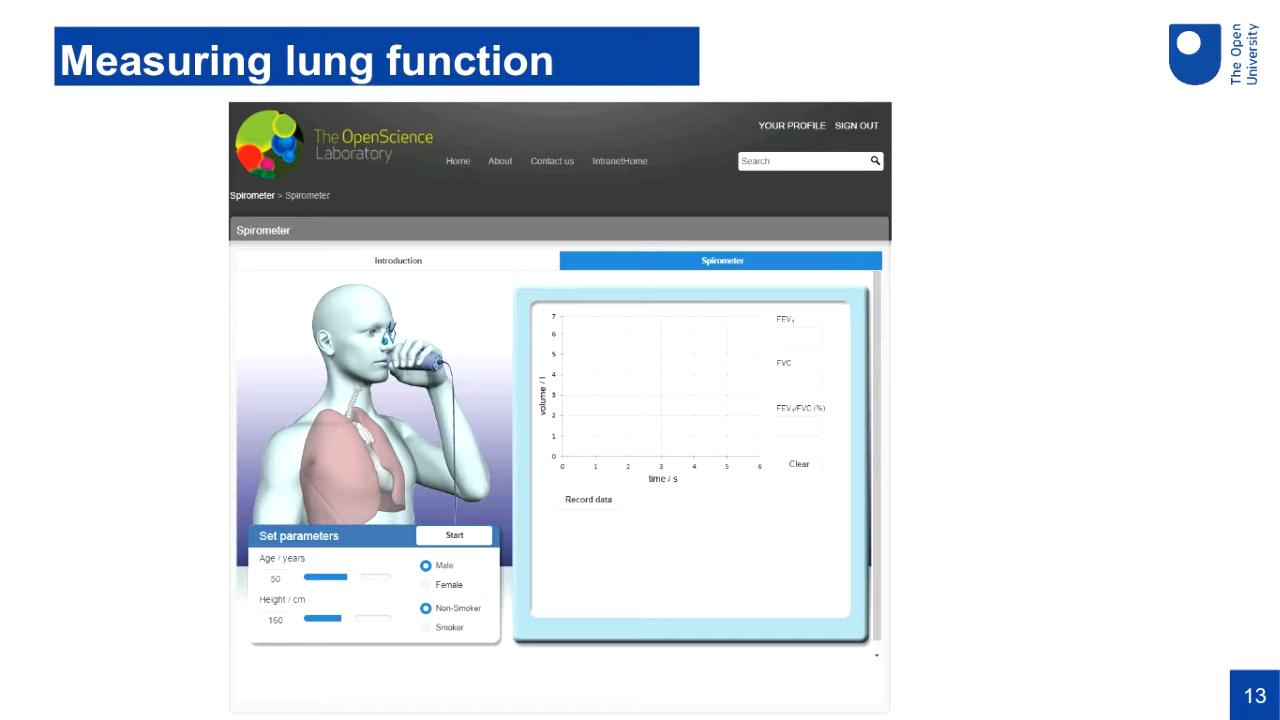 Measuring lung function
The Open
University
The OpenScience
Laboratory
YOUR PROFILE SIGN OUT
Home About Contact us IntranetHome
Search
Spirometer > Spirometer
Spirometer
Introduction Spirometer
7
6
5
4
3
2
1
0
volume / l
0 1 2 3 4 5 6
time / s
FEV₁
FVC
FEV₁/FVC (%)
Clear
Record data
Set parameters Start
Age / years
50
Male
Female
Height / cm
160
Non-Smoker
Smoker
13